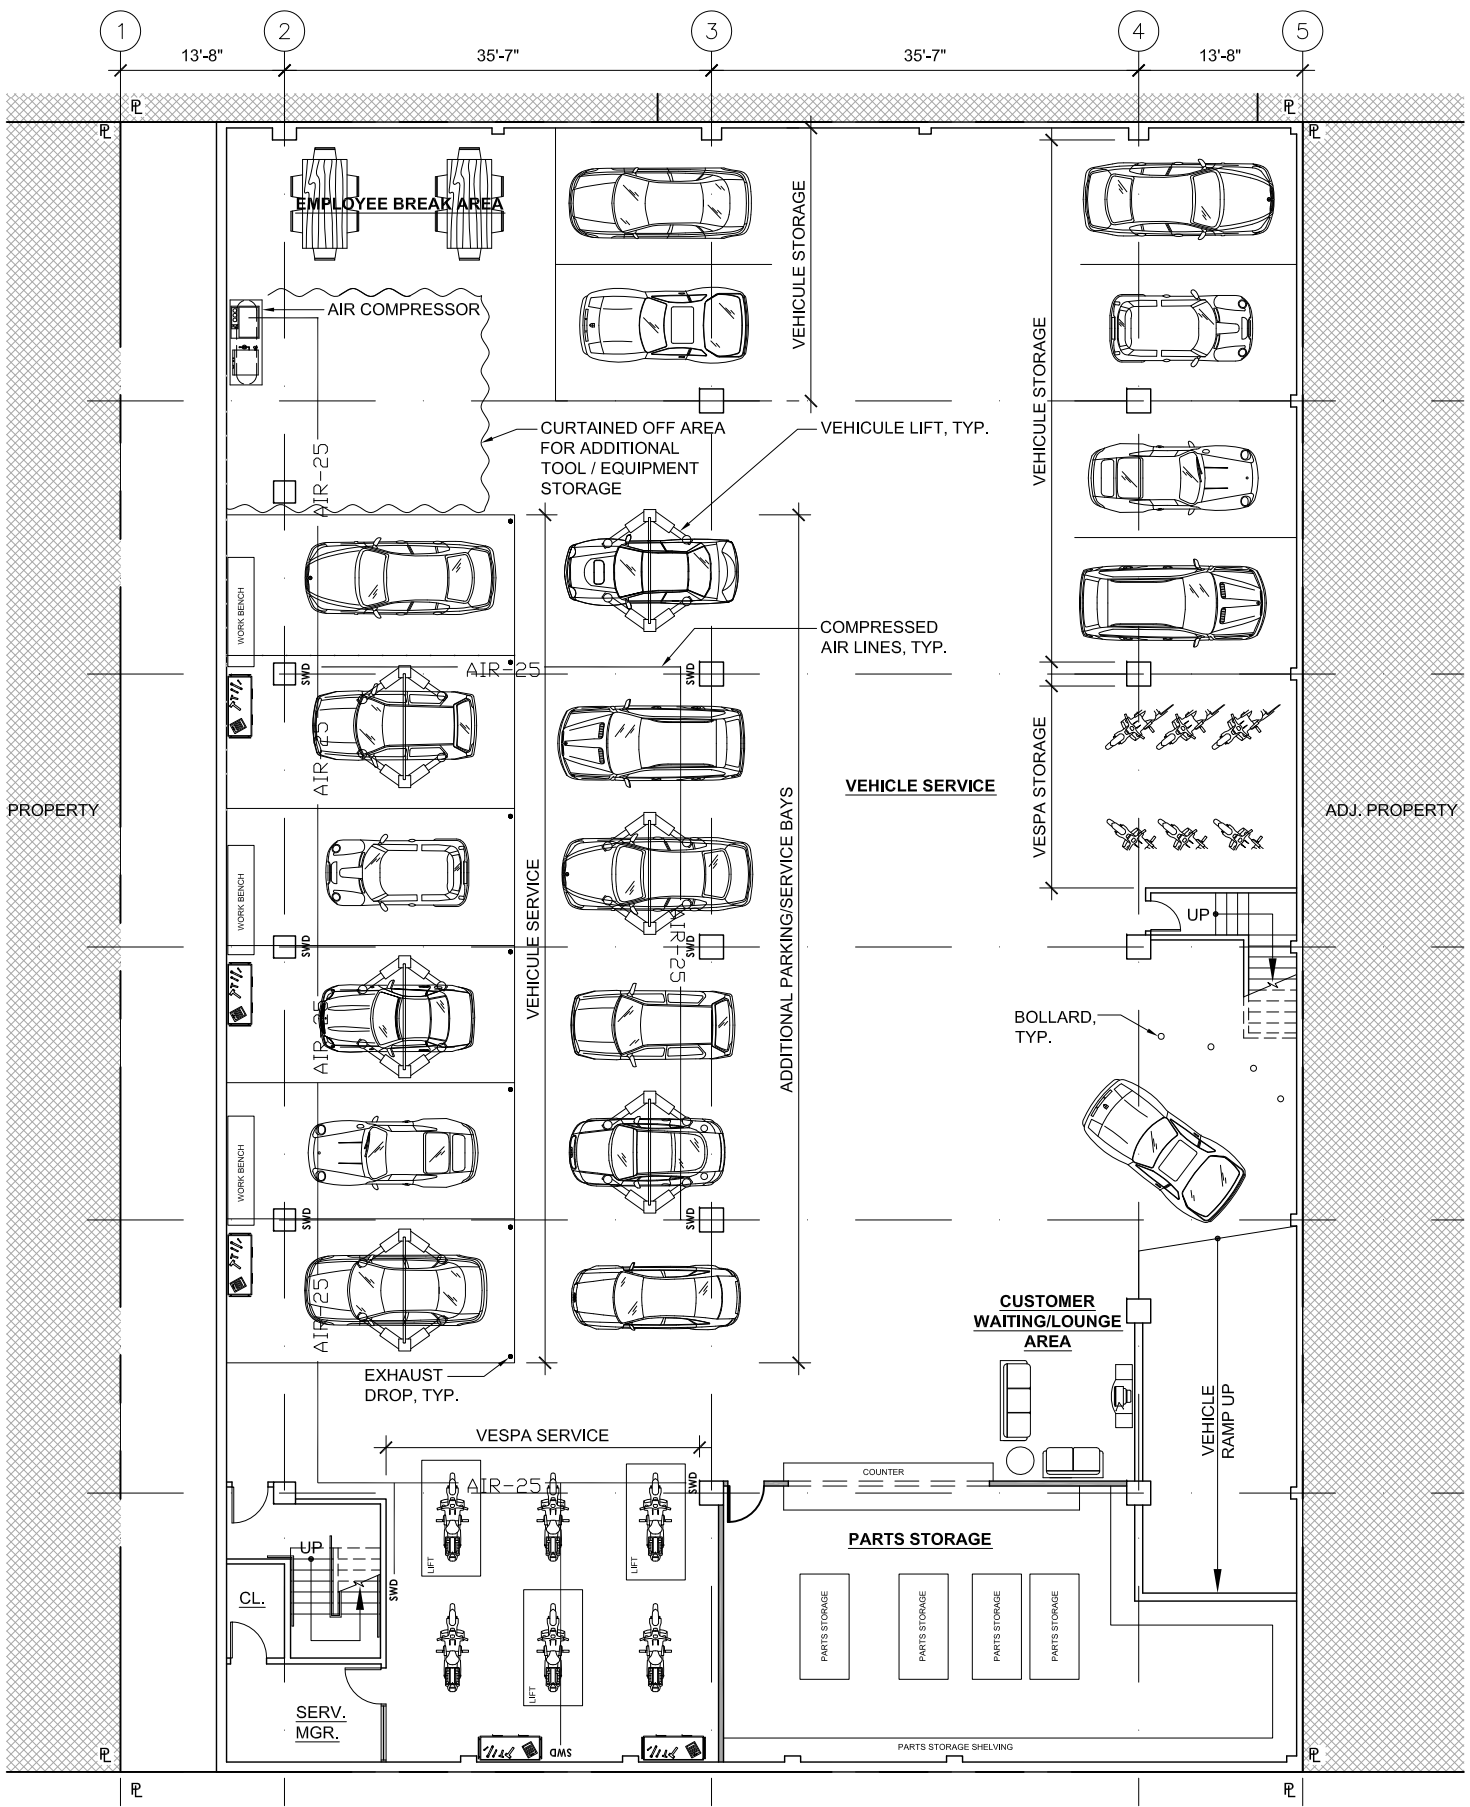 1
2
3
4
5
13'-8"
35'-7"
35'-7"
13'-8"
PL
PL
PL
PL
EMPLOYEE BREAK AREA
VEHICULE STORAGE
AIR COMPRESSOR
VEHICULE STORAGE
CURTAINED OFF AREA
FOR ADDITIONAL
TOOL / EQUIPMENT
STORAGE
VEHICULE LIFT, TYP.
AIR-25
WORK BENCH
COMPRESSED
AIR LINES, TYP.
AIR-25
SWD
SWD
AIR-25
VESPA STORAGE
VEHICLE SERVICE
PROPERTY
ADJ. PROPERTY
WORK BENCH
VEHICULE SERVICE
ADDITIONAL PARKING/SERVICE BAYS
UP
SWD
AIR-25
AIR-25
BOLLARD,
TYP.
WORK BENCH
SWD
SWD
AIR-25
CUSTOMER
WAITING/LOUNGE
AREA
EXHAUST
DROP, TYP.
VEHICLE
RAMP UP
VESPA SERVICE
AIR-25
SWD
COUNTER
PARTS STORAGE
UP
LIFT
LIFT
SWD
CL.
PARTS STORAGE
PARTS STORAGE
PARTS STORAGE
PARTS STORAGE
LIFT
SERV.
MGR.
SWD
PARTS STORAGE SHELVING
PL
PL
PL
PL